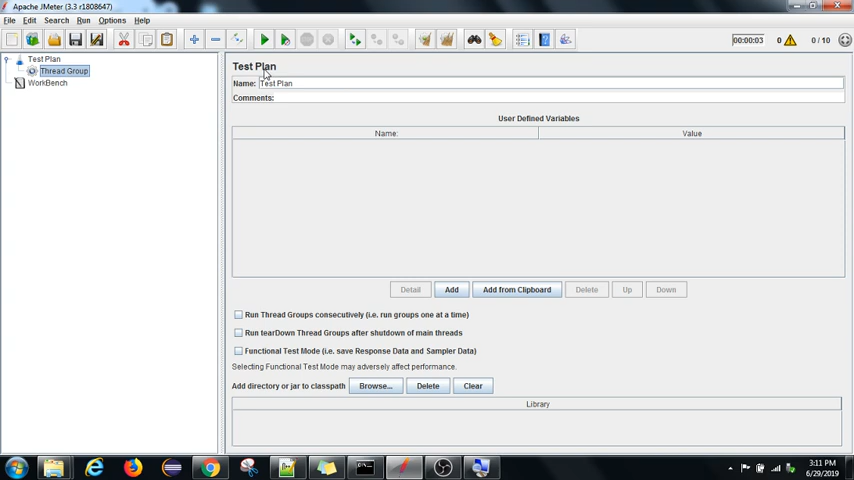 Apache JMeter (3.3 r1808647)
File Edit Search Run Options Help
00:00:03 0 0 / 10
Test Plan
Thread Group
WorkBench
Test Plan
Name: Test Plan
Comments:
User Defined Variables
Name: Value
Detail Add Add from Clipboard Delete Up Down
Run Thread Groups consecutively (i.e. run groups one at a time)
Run tearDown Thread Groups after shutdown of main threads
Functional Test Mode (i.e. save Response Data and Sampler Data)
Selecting Functional Test Mode may adversely affect performance.
Add directory or jar to classpath Browse... Delete Clear
Library
3:11 PM
6/29/2019